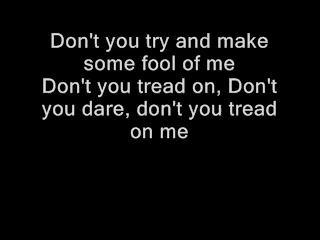 Don't you try and make
some fool of me
Don't you tread on, Don't
you dare, don't you tread
on me